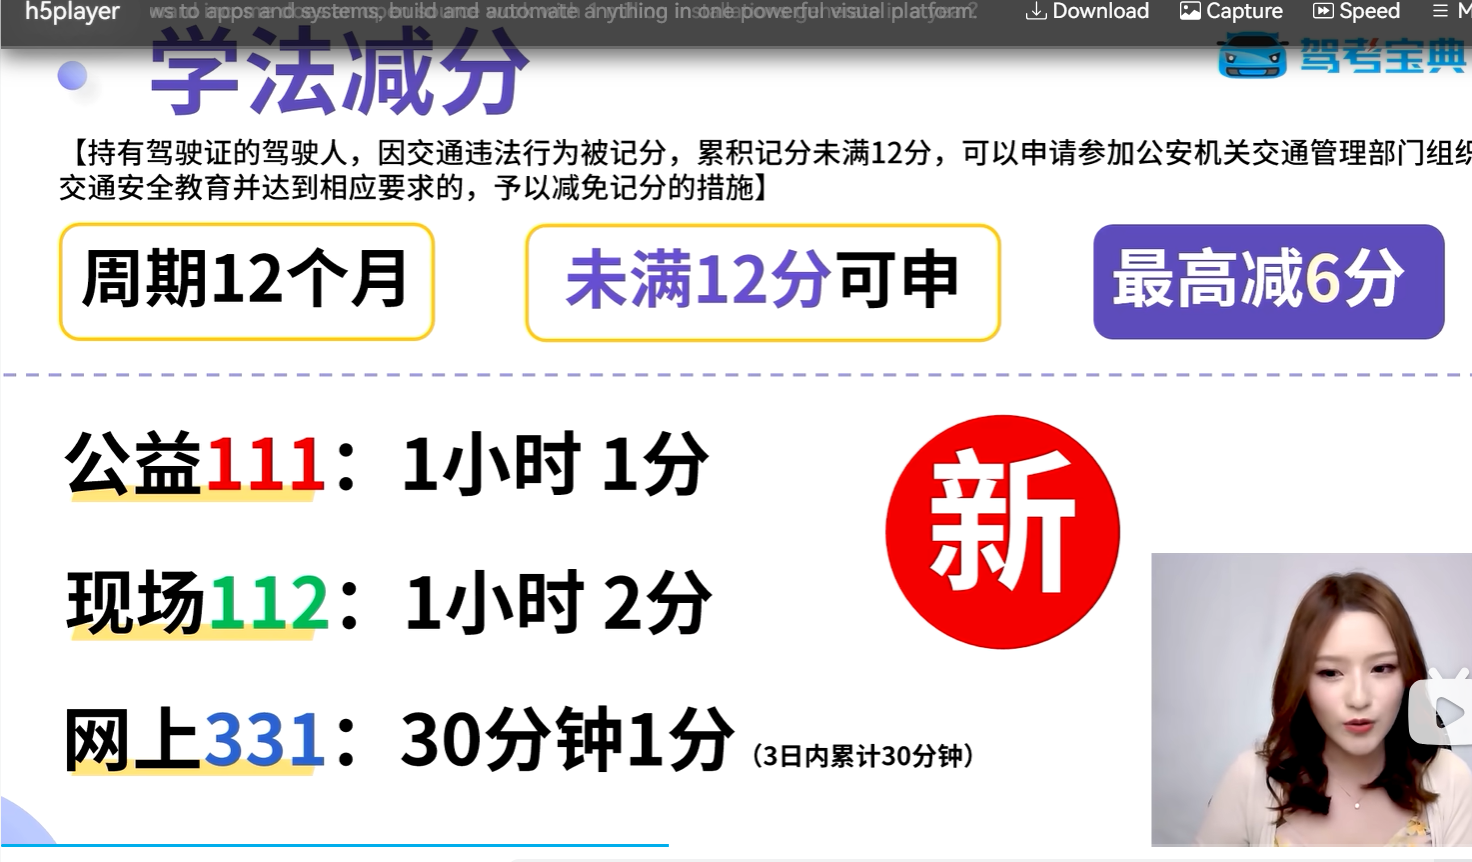 h5player
ws to apps and systems, build and automate anything in one powerful visual platform.
Download
Capture
Speed
学法减分
驾考宝典
【持有驾驶证的驾驶人，因交通违法行为被记分，累积记分未满12分，可以申请参加公安机关交通管理部门组织
交通安全教育并达到相应要求的，予以减免记分的措施】
周期12个月
未满12分可申
最高减6分
公益111：1小时 1分
新
现场112：1小时 2分
网上331：30分钟1分（3日内累计30分钟）